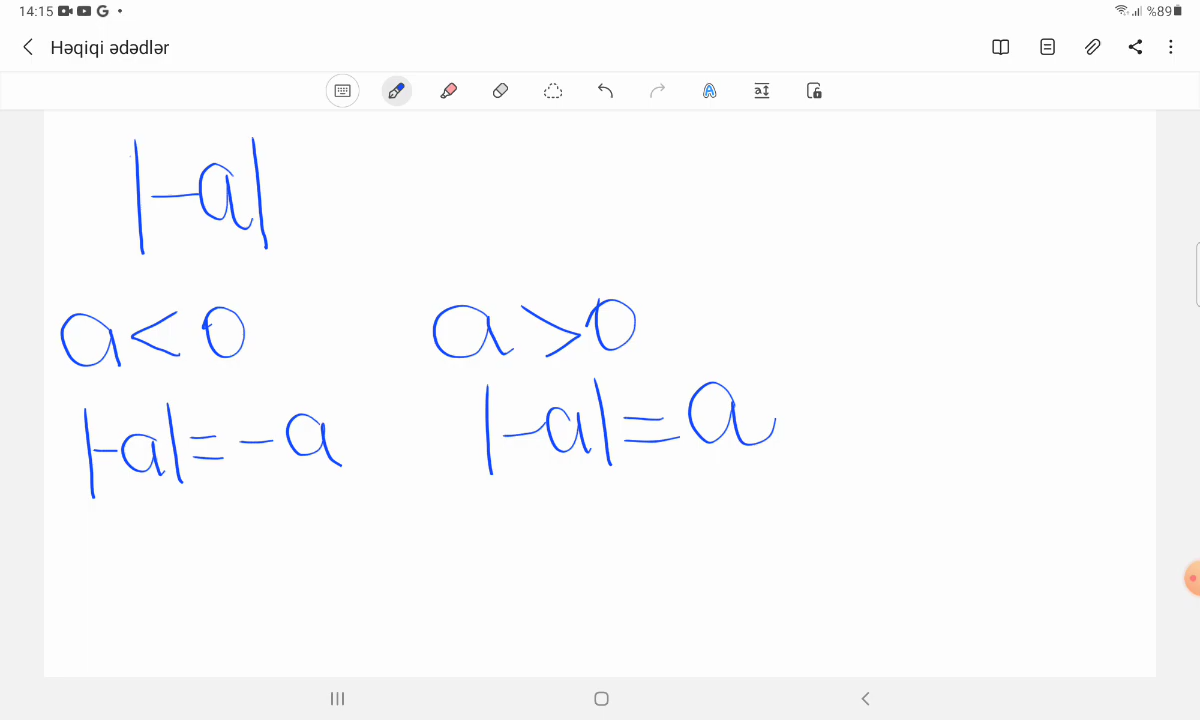 14:15 G • %89
Həqiqi ədədlər
|-a|
a < 0 a > 0
|-a| = -a |-a| = a